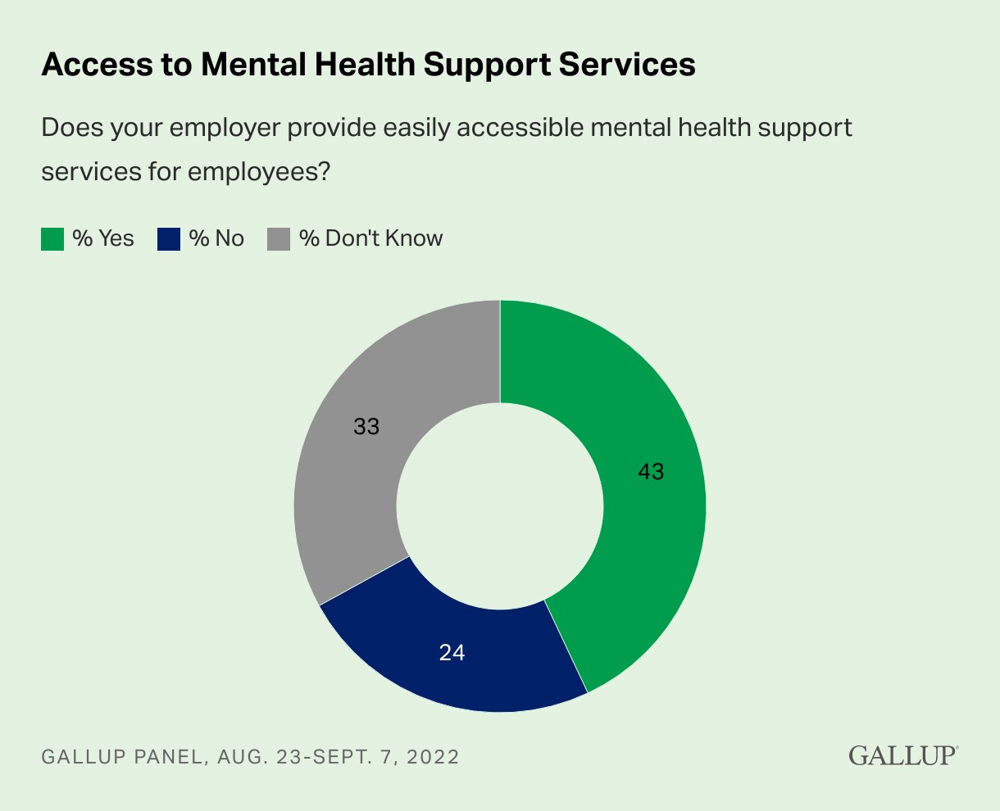 Access to Mental Health Support Services
Does your employer provide easily accessible mental health support
services for employees?
% Yes % No % Don't Know
33
43
24
GALLUP PANEL, AUG. 23-SEPT. 7, 2022
GALLUP®